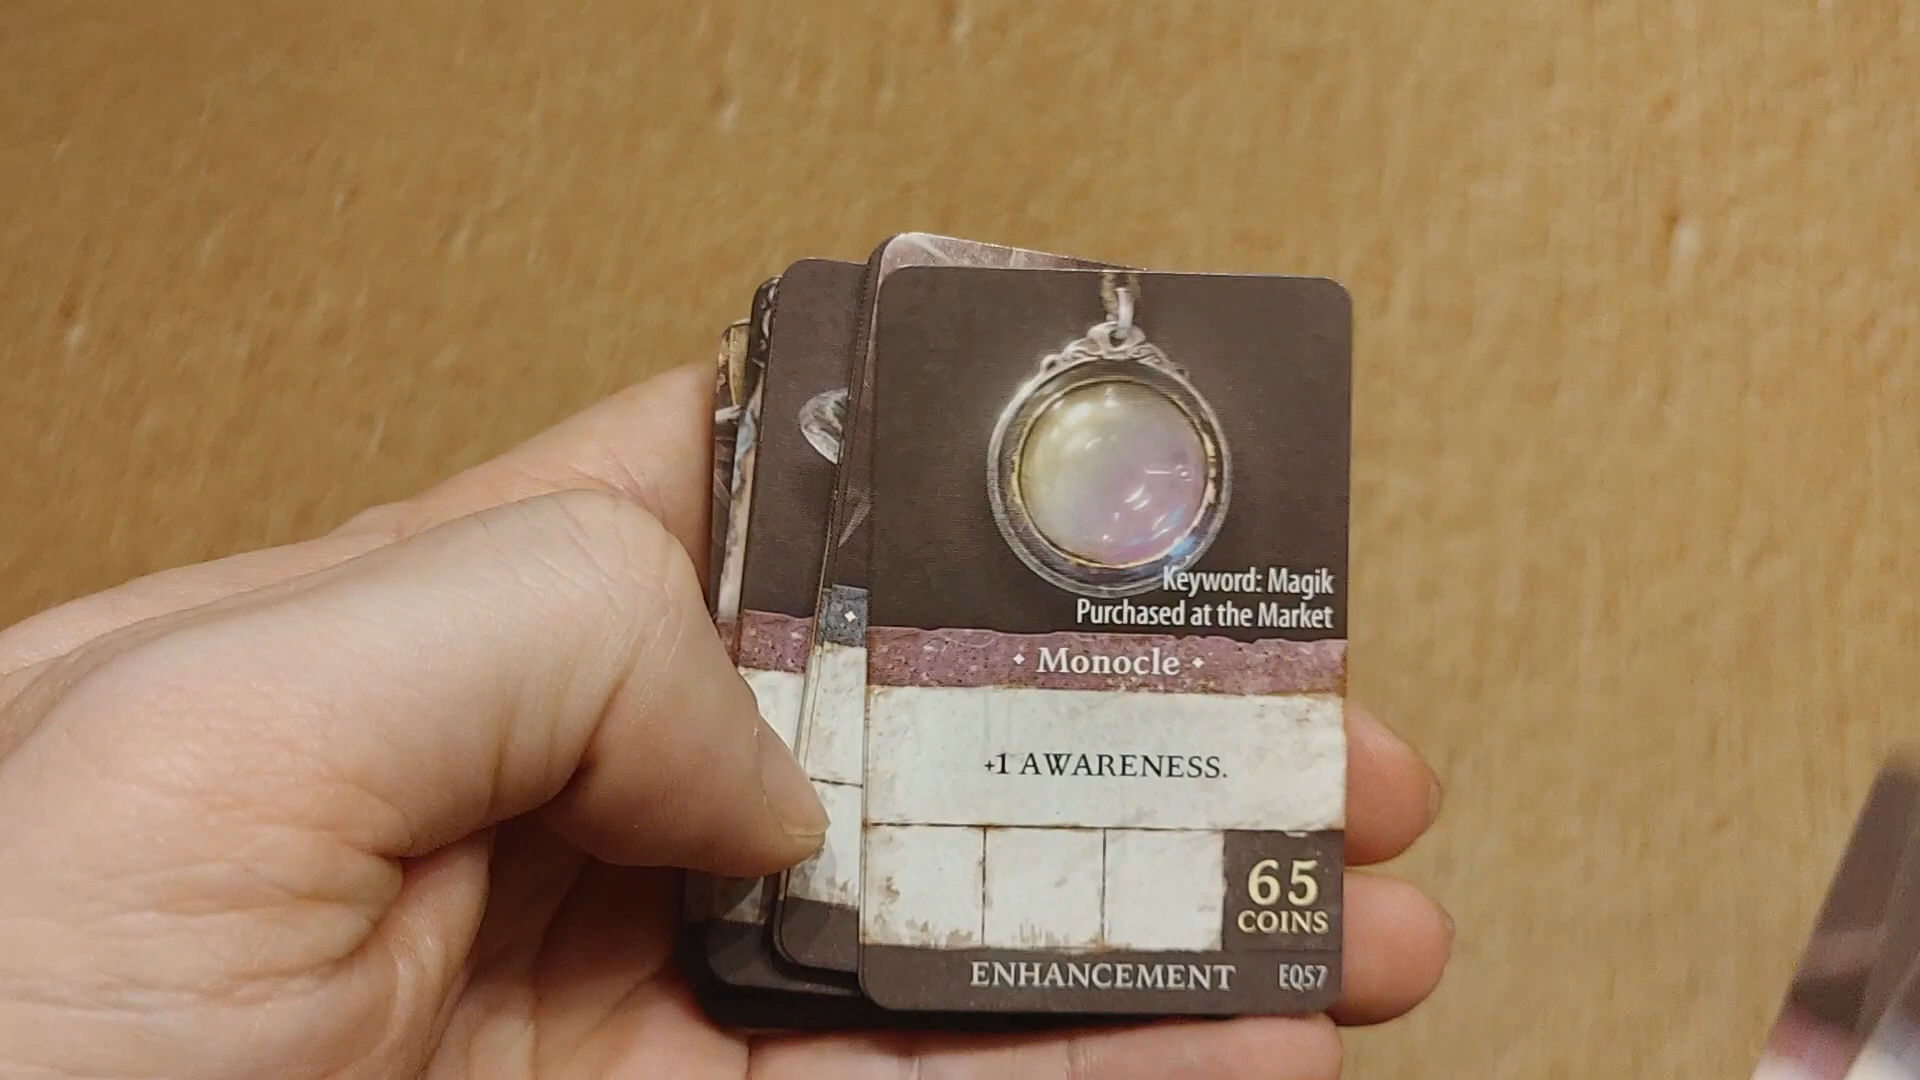 Keyword: Magik
Purchased at the Market
Monocle
+1 AWARENESS.
65
COINS
ENHANCEMENT EQ57